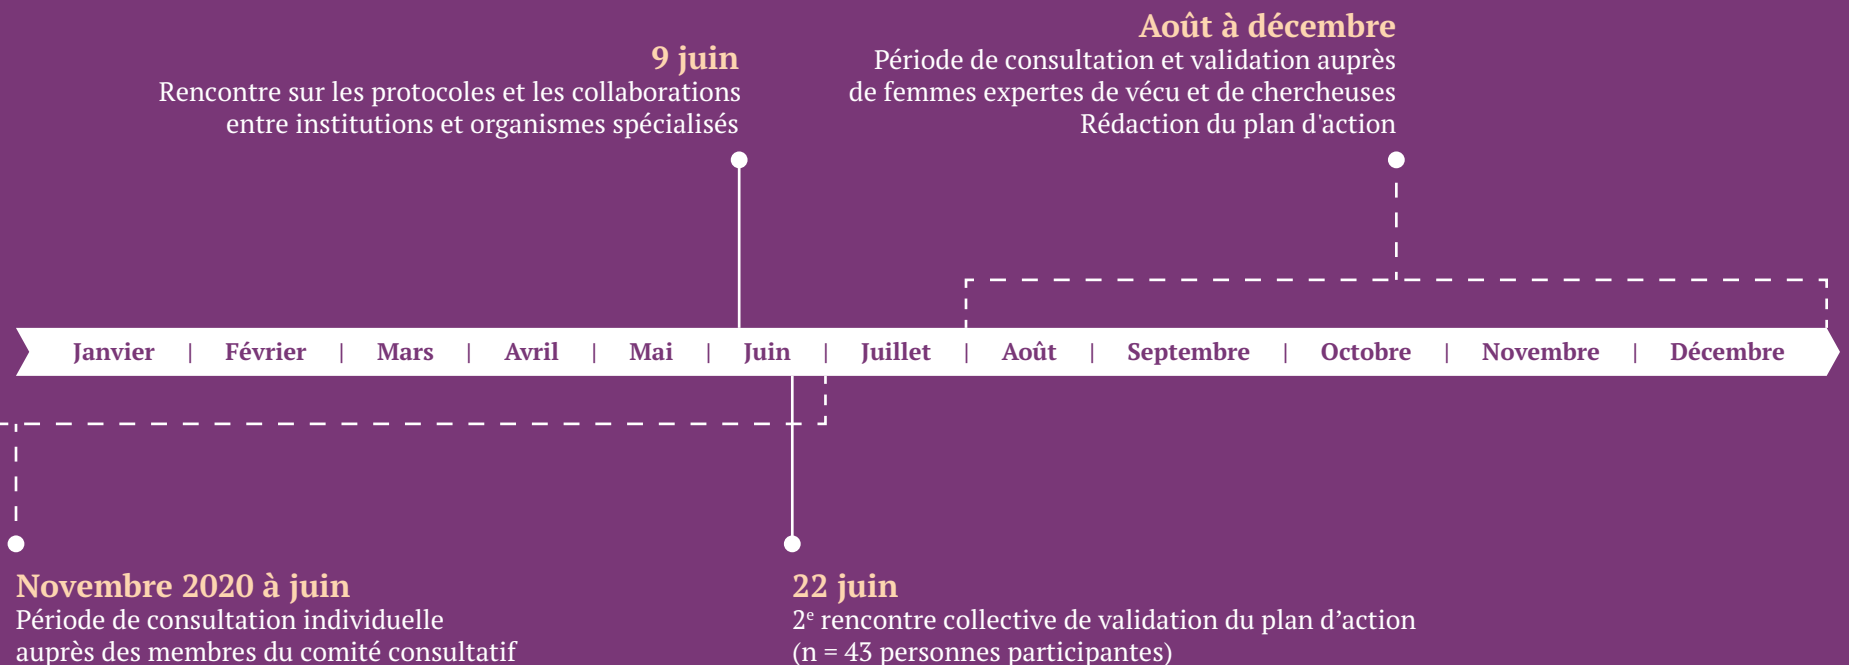 9 juin
Rencontre sur les protocoles et les collaborations
entre institutions et organismes spécialisés
Août à décembre
Période de consultation et validation auprès
de femmes expertes de vécu et de chercheuses
Rédaction du plan d'action
Janvier | Février | Mars | Avril | Mai | Juin | Juillet | Août | Septembre | Octobre | Novembre | Décembre
Novembre 2020 à juin
Période de consultation individuelle
auprès des membres du comité consultatif
22 juin
2e rencontre collective de validation du plan d’action
(n = 43 personnes participantes)